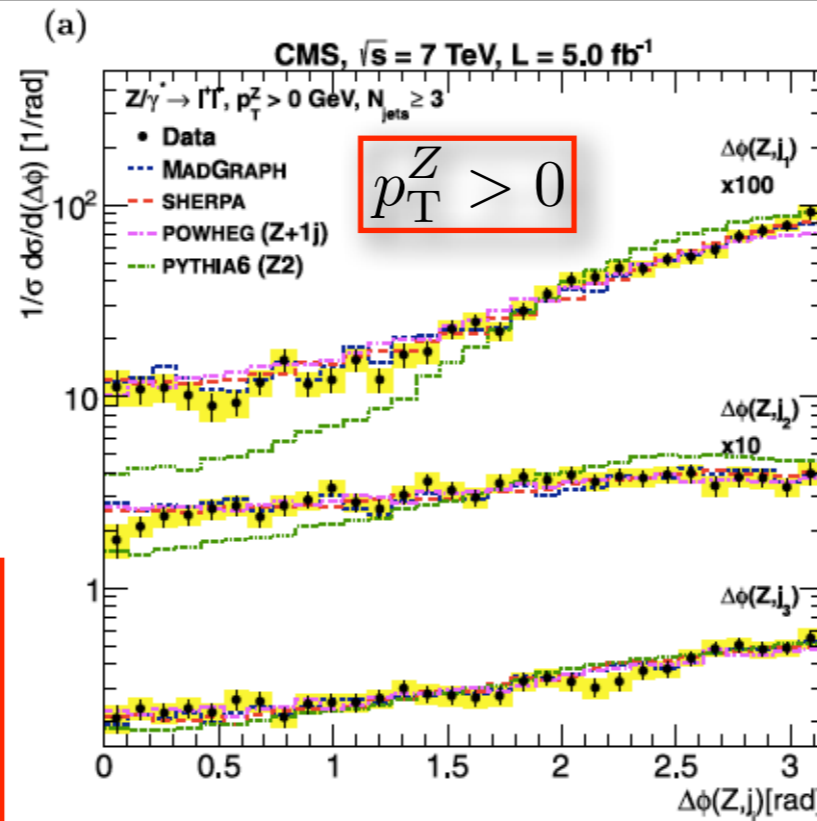 (a)
CMS, √s = 7 TeV, L = 5.0 fb⁻¹
Z/γ* → l⁺l⁻, p_T^Z > 0 GeV, N_jets ≥ 3
Data
MADGRAPH
SHERPA
POWHEG (Z+1j)
PYTHIA6 (Z2)
p_T^Z > 0
Δϕ(Z,j₁)
x100
Δϕ(Z,j₂)
x10
Δϕ(Z,j₃)
1/σ dσ/d(Δϕ) [1/rad]
10²
10
1
0 0.5 1 1.5 2 2.5 3
Δϕ(Z,j)[rad]